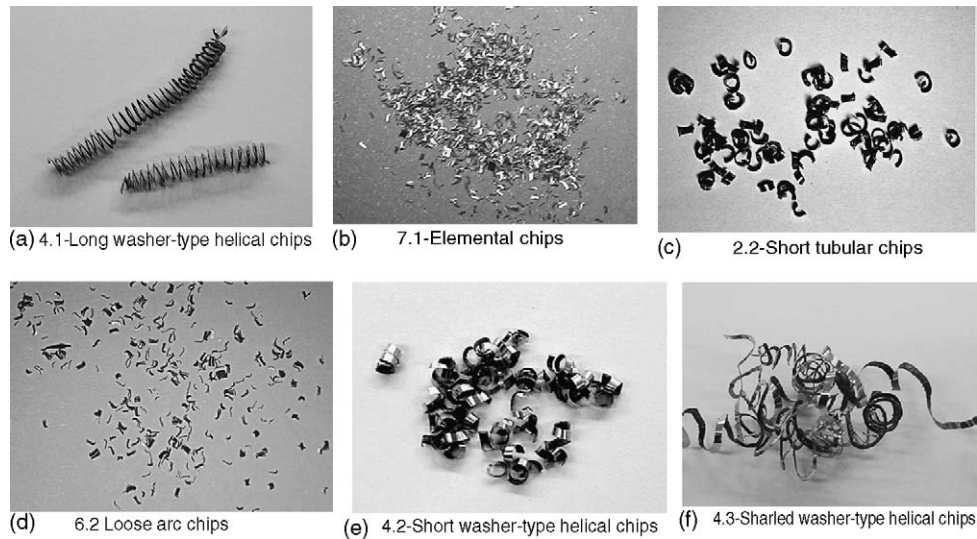 (a) 4.1-Long washer-type helical chips
(b) 7.1-Elemental chips
(c) 2.2-Short tubular chips
(d) 6.2 Loose arc chips
(e) 4.2-Short washer-type helical chips
(f) 4.3-Sharled washer-type helical chips